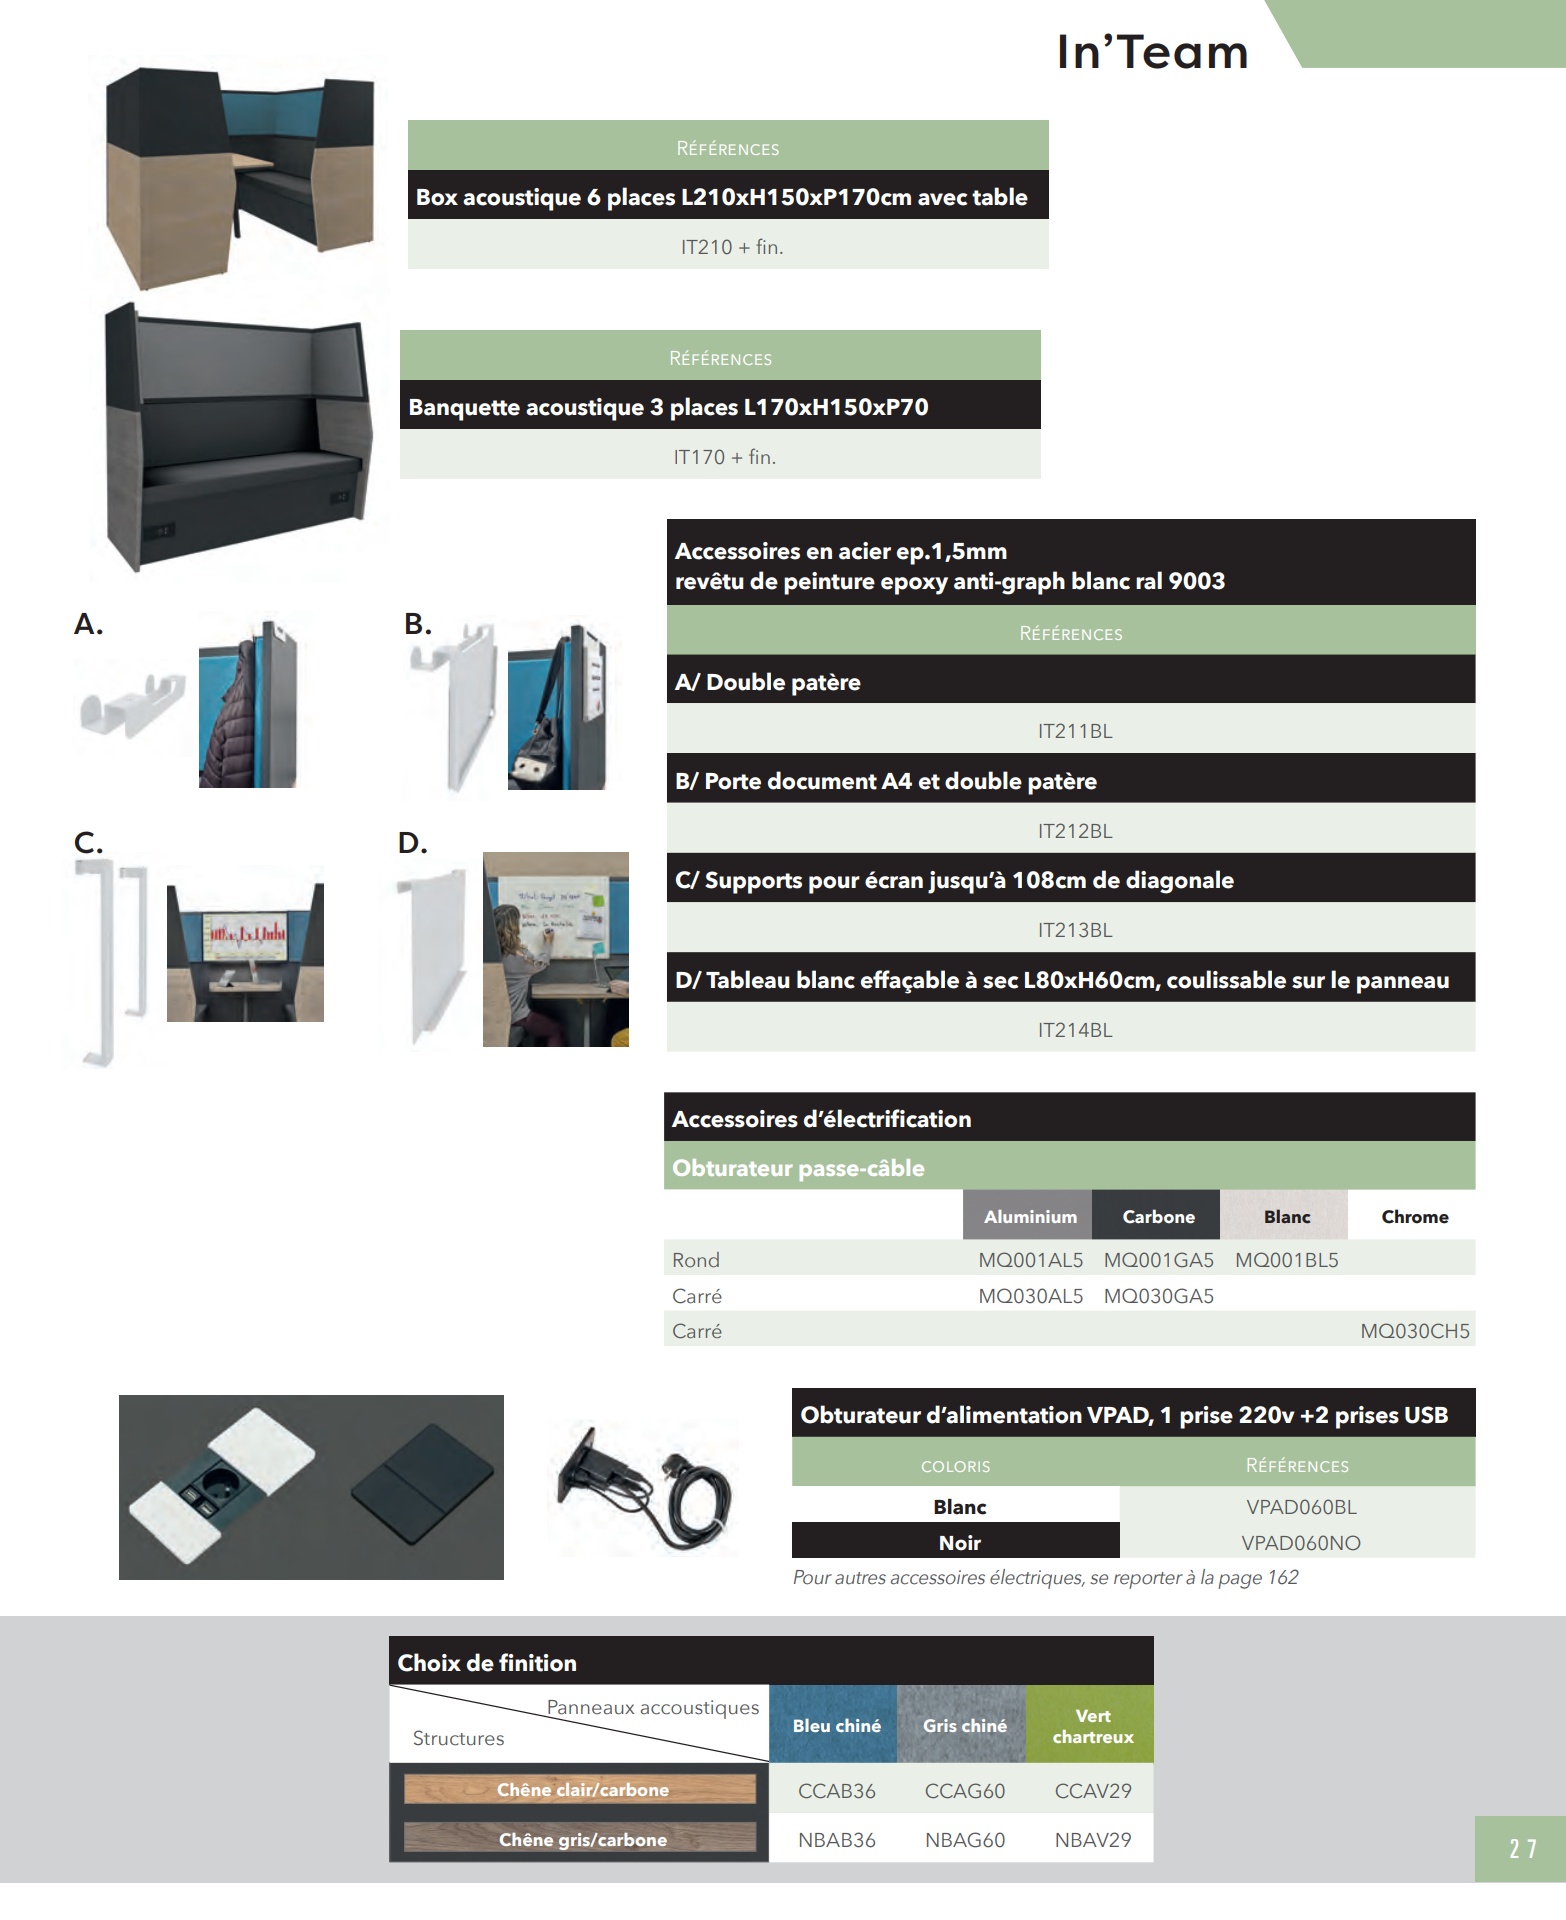 In’Team
Références
Box acoustique 6 places L210xH150xP170cm avec table
IT210 + fin.
Références
Banquette acoustique 3 places L170xH150xP70
IT170 + fin.
Accessoires en acier ep.1,5mm
revêtu de peinture epoxy anti-graph blanc ral 9003
Références
A/ Double patère
IT211BL
B/ Porte document A4 et double patère
IT212BL
C/ Supports pour écran jusqu’à 108cm de diagonale
IT213BL
D/ Tableau blanc effaçable à sec L80xH60cm, coulissable sur le panneau
IT214BL
A.
B.
C.
D.
Accessoires d’électrification
Obturateur passe-câble
Aluminium Carbone Blanc Chrome
Rond MQ001AL5 MQ001GA5 MQ001BL5
Carré MQ030AL5 MQ030GA5
Carré MQ030CH5
Obturateur d’alimentation VPAD, 1 prise 220v +2 prises USB
coloris Références
Blanc VPAD060BL
Noir VPAD060NO
Pour autres accessoires électriques, se reporter à la page 162
Choix de finition
Panneaux accoustiques
Structures
Bleu chiné Gris chiné Vert chartreux
Chêne clair/carbone CCAB36 CCAG60 CCAV29
Chêne gris/carbone NBAB36 NBAG60 NBAV29
27